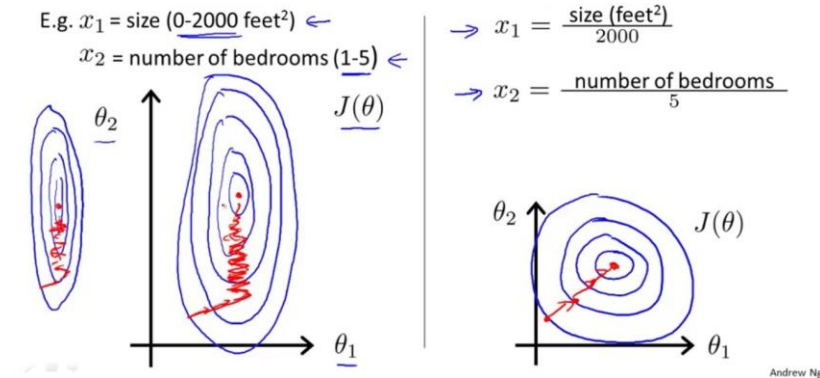 E.g. x₁ = size (0-2000 feet²)
x₂ = number of bedrooms (1-5)
θ₂
J(θ)
θ₁
x₁ = size (feet²) / 2000
x₂ = number of bedrooms / 5
θ₂
J(θ)
θ₁
Andrew Ng